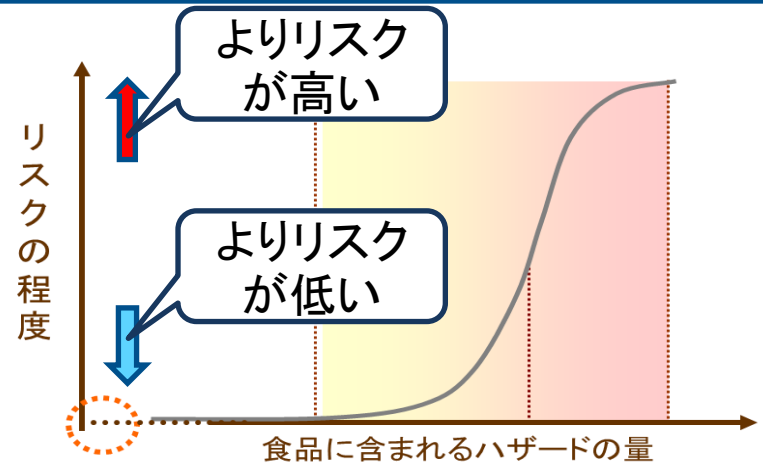 よりリスク
が高い
リスクの程度
よりリスク
が低い
食品に含まれるハザードの量